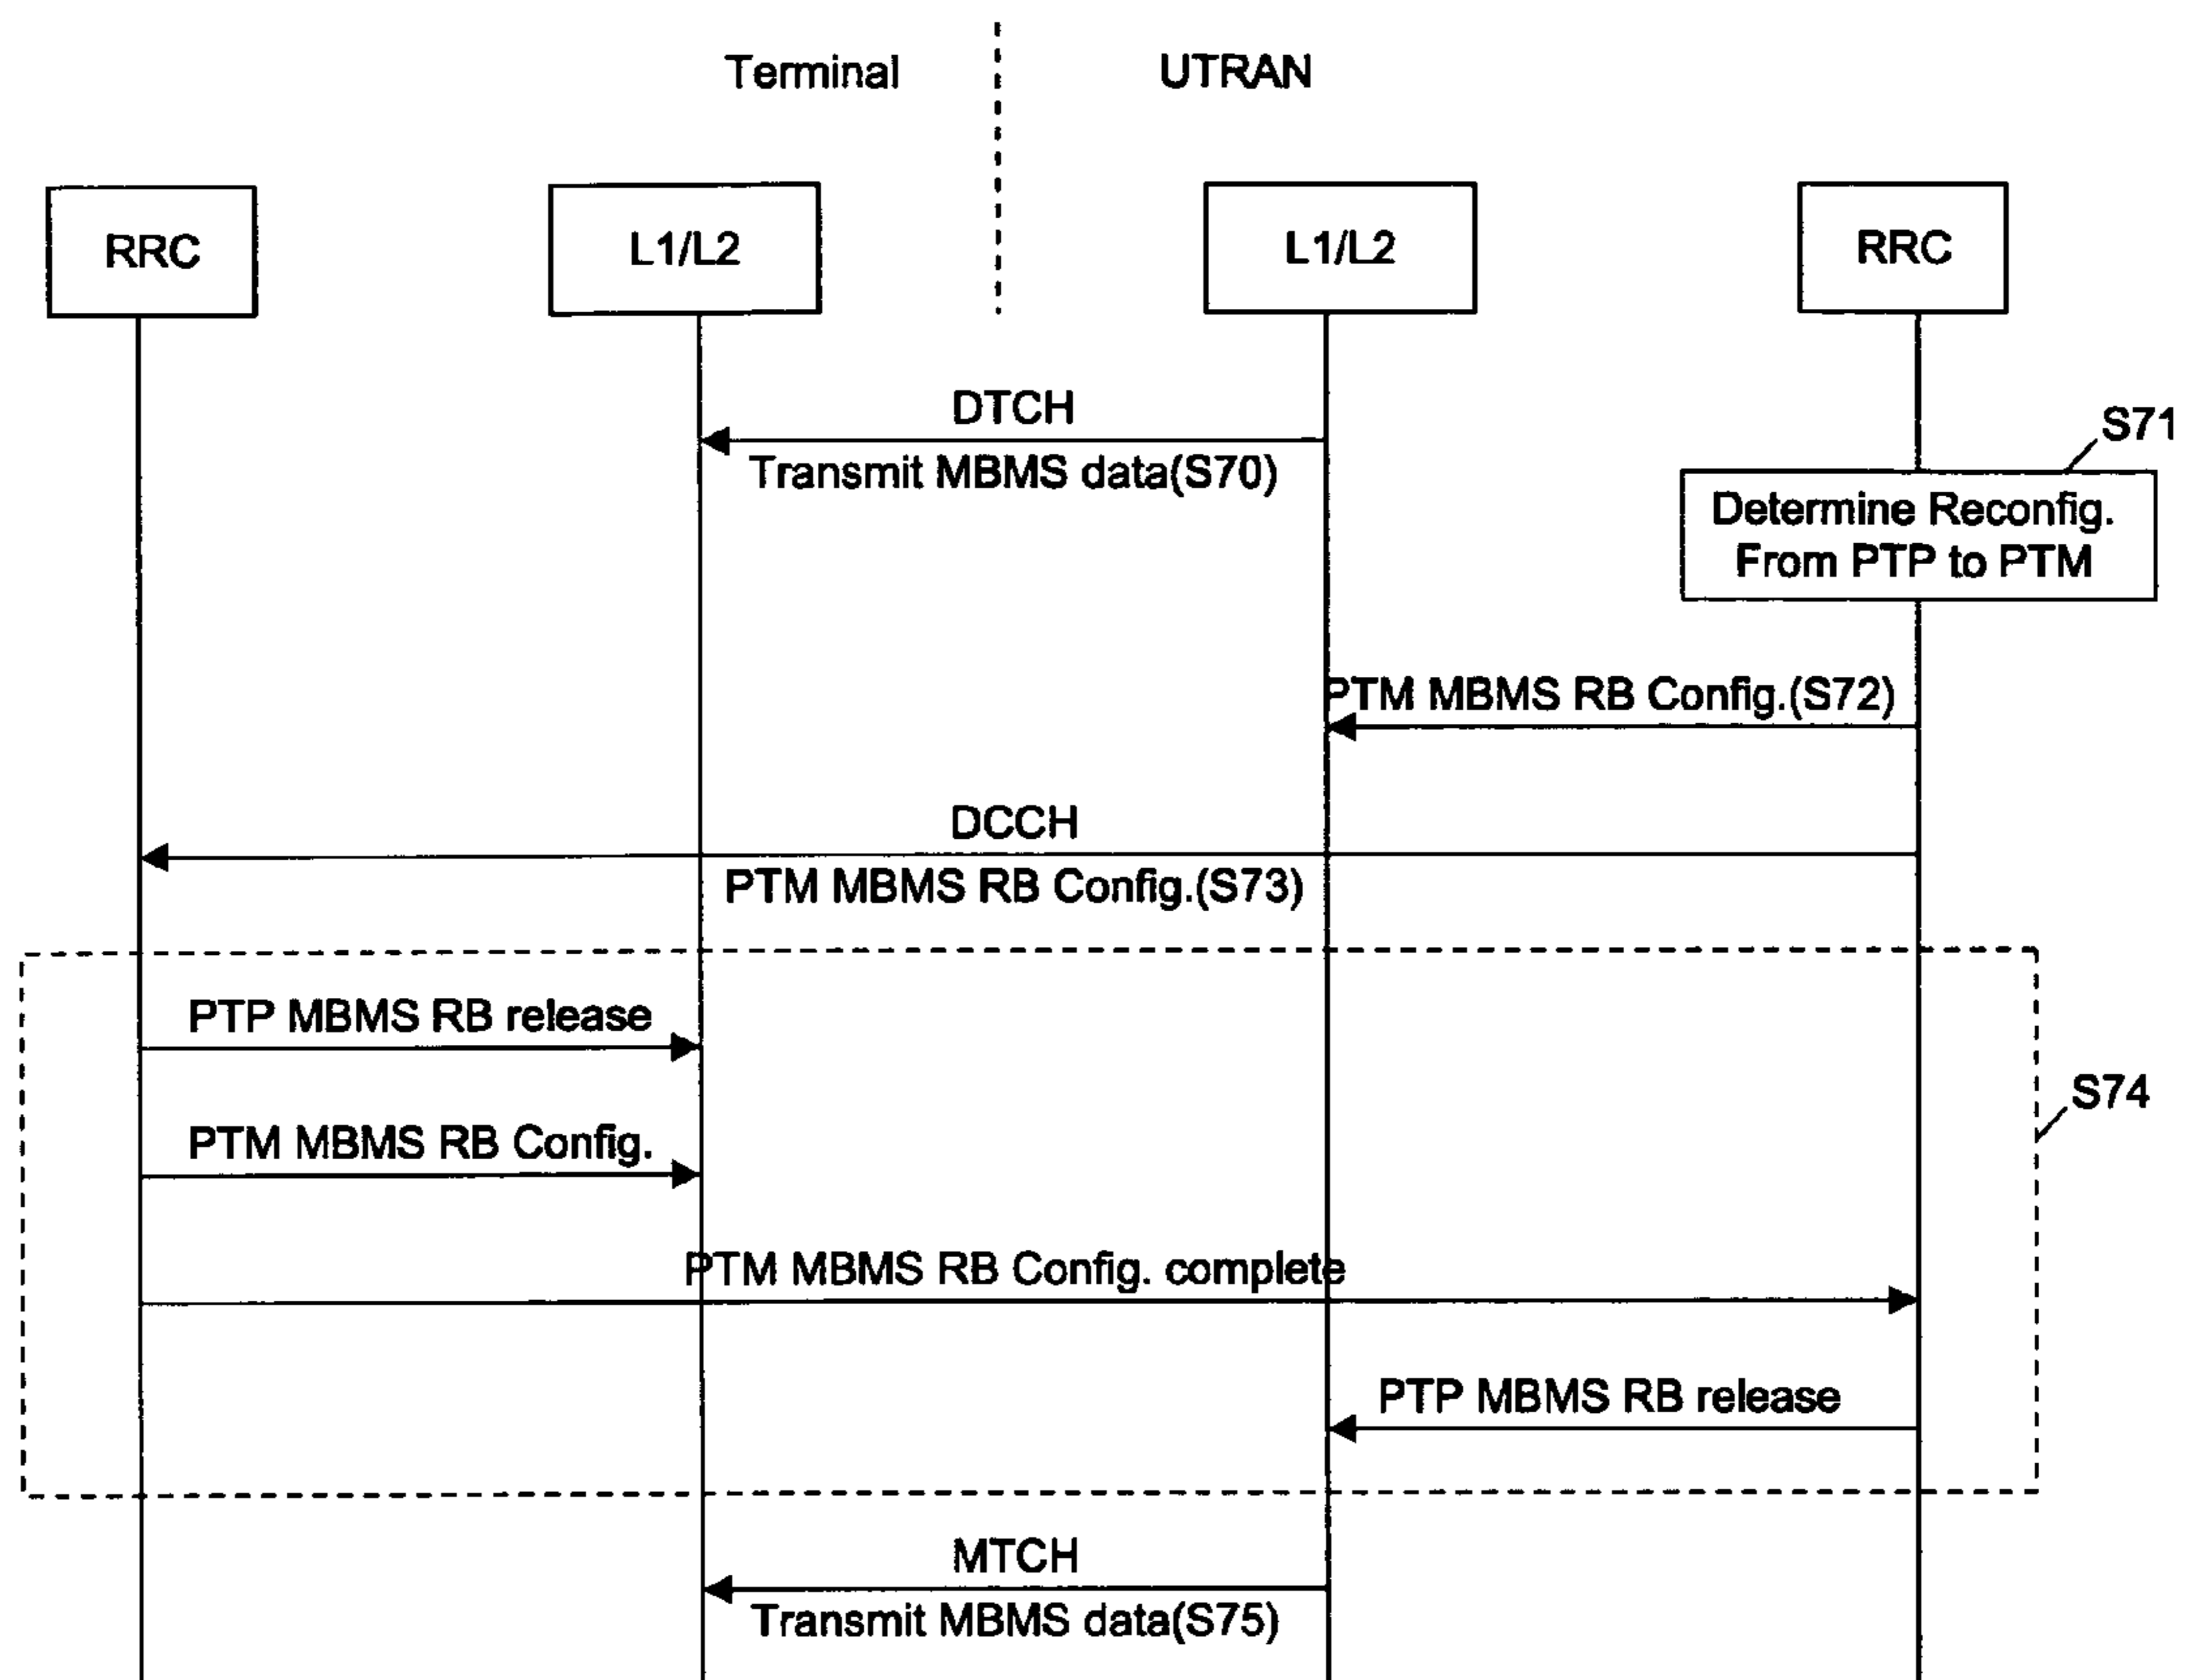 Terminal
UTRAN
RRC
L1/L2
L1/L2
RRC
DTCH
Transmit MBMS data(S70)
S71
Determine Reconfig.
From PTP to PTM
PTM MBMS RB Config.(S72)
DCCH
PTM MBMS RB Config.(S73)
PTP MBMS RB release
S74
PTM MBMS RB Config.
PTM MBMS RB Config. complete
PTP MBMS RB release
MTCH
Transmit MBMS data(S75)